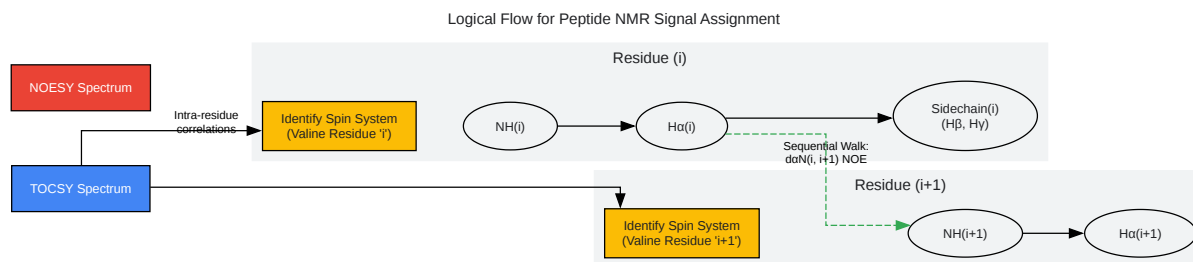 Logical Flow for Peptide NMR Signal Assignment
Residue (i)
NOESY Spectrum
Intra-residue
correlations
Identify Spin System
(Valine Residue 'i')
NH(i)
Hα(i)
Sidechain(i)
(Hβ, Hγ)
Sequential Walk:
dαN(i, i+1) NOE
TOCSY Spectrum
Residue (i+1)
Identify Spin System
(Valine Residue 'i+1')
NH(i+1)
Hα(i+1)